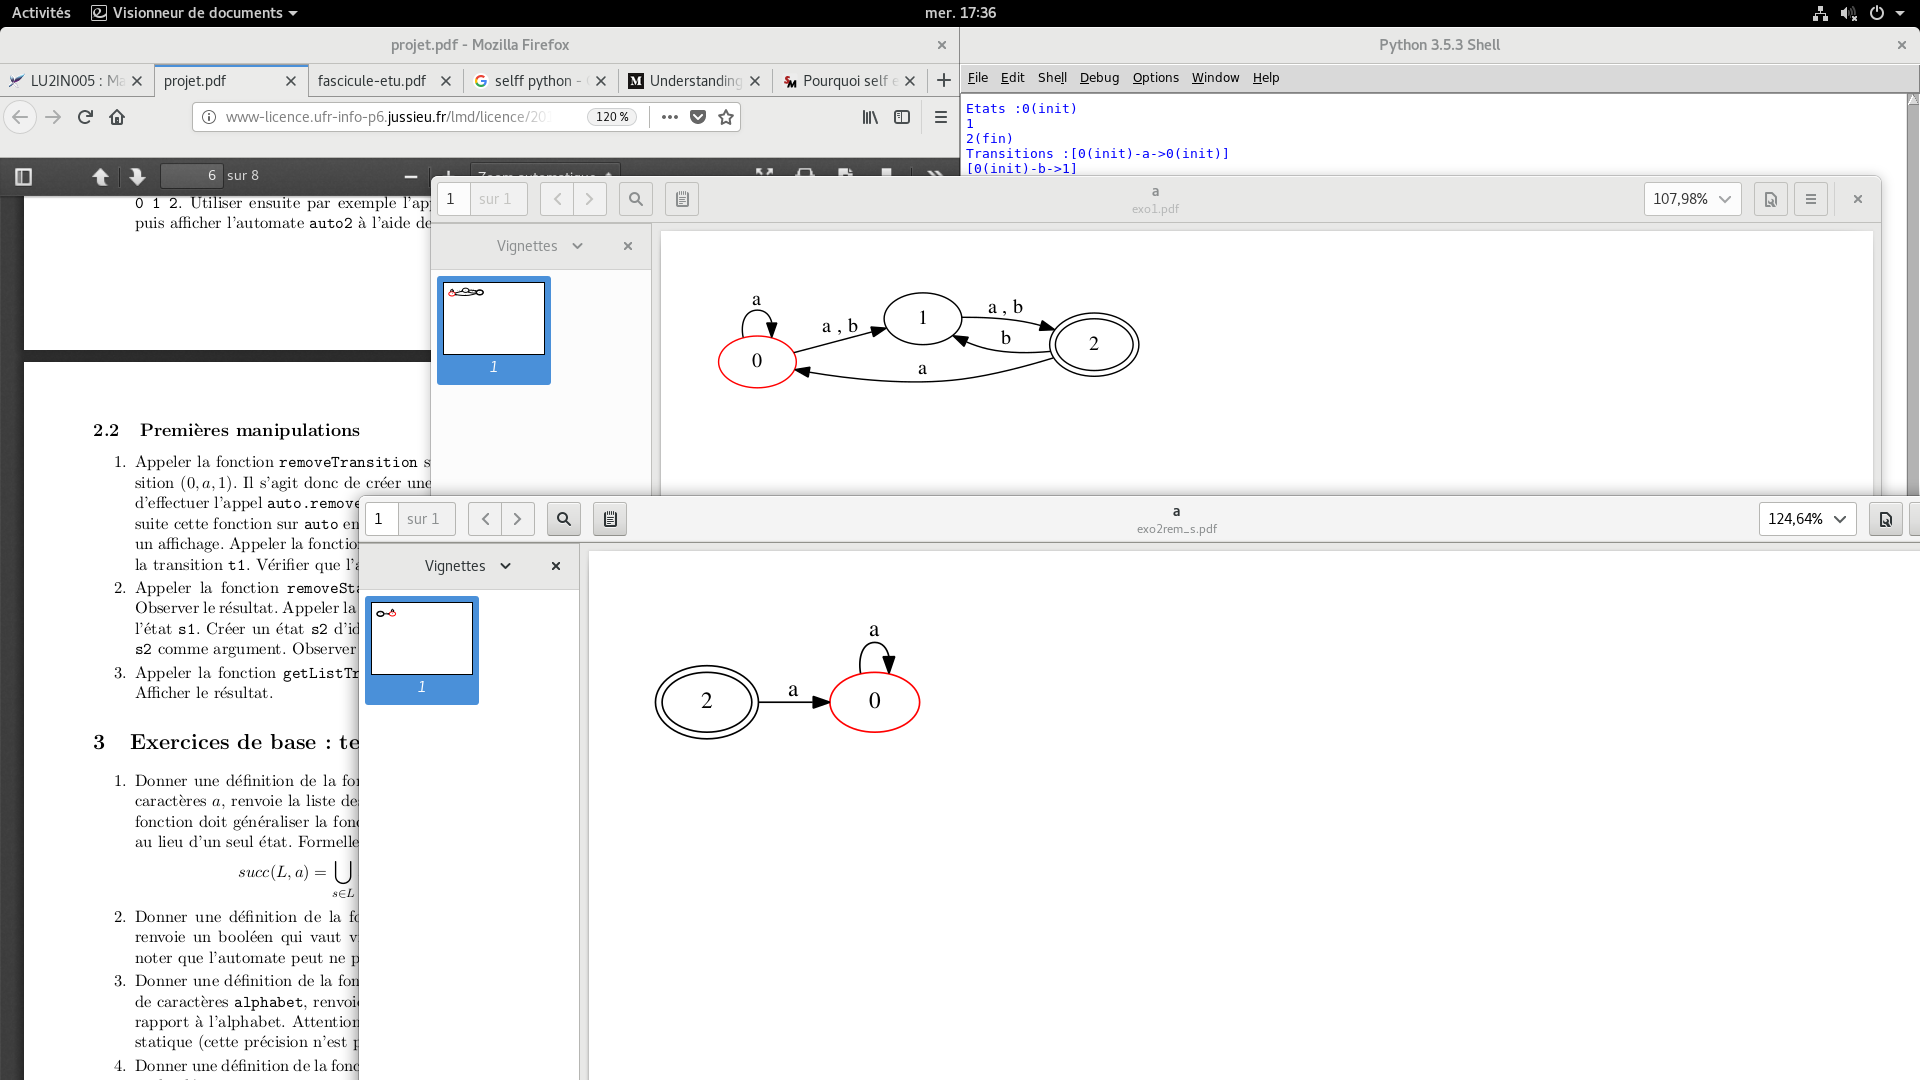 Activités
Visionneur de documents
mer. 17:36
projet.pdf - Mozilla Firefox
LU2IN005 : Ma
projet.pdf
fascicule-etu.pdf
selff python -
Understanding
Pourquoi self e
www-licence.ufr-info-p6.jussieu.fr/lmd/licence/20
120 %
6 sur 8
Zoom automatique
0 1 2. Utiliser ensuite par exemple l'app
puis afficher l'automate auto2 à l'aide de
2.2 Premières manipulations
1. Appeler la fonction removeTransition s
sition (0, a, 1). Il s'agit donc de créer une
d'effectuer l'appel auto.remove
suite cette fonction sur auto en
un affichage. Appeler la fonction
la transition t1. Vérifier que l'a
2. Appeler la fonction removeSta
Observer le résultat. Appeler la
l'état s1. Créer un état s2 d'id
s2 comme argument. Observer
3. Appeler la fonction getListTr
Afficher le résultat.
3 Exercices de base : te
1. Donner une définition de la fon
caractères a, renvoie la liste de
fonction doit généraliser la fonc
au lieu d'un seul état. Formelle
succ(L, a) = ⋃
s∈L
2. Donner une définition de la fo
renvoie un booléen qui vaut v
noter que l'automate peut ne p
3. Donner une définition de la fon
de caractères alphabet, renvoie
rapport à l'alphabet. Attention
statique (cette précision n'est p
4. Donner une définition de la fonc
Python 3.5.3 Shell
File Edit Shell Debug Options Window Help
Etats :0(init)
1
2(fin)
Transitions :[0(init)-a->0(init)]
[0(init)-b->1]
1 sur 1
a
exo1.pdf
107,98%
Vignettes
1
a
0
a , b
1
a , b
b
a
2
1 sur 1
a
exo2rem_s.pdf
124,64%
Vignettes
1
2
a
a
0